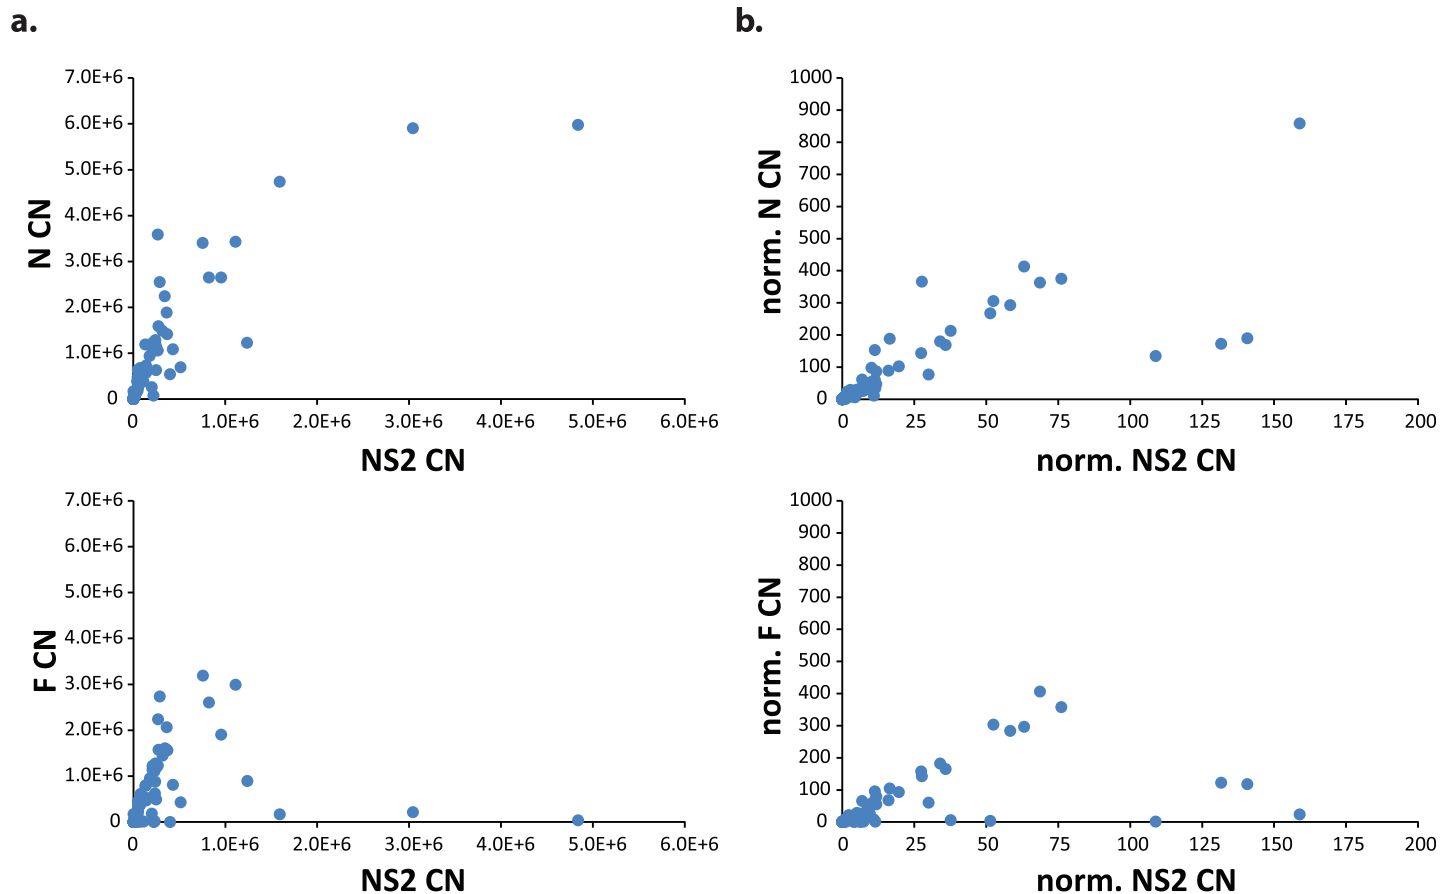 a.
7.0E+6
6.0E+6
5.0E+6
4.0E+6
3.0E+6
2.0E+6
1.0E+6
0
N CN
0 1.0E+6 2.0E+6 3.0E+6 4.0E+6 5.0E+6 6.0E+6
NS2 CN
7.0E+6
6.0E+6
5.0E+6
4.0E+6
3.0E+6
2.0E+6
1.0E+6
0
F CN
0 1.0E+6 2.0E+6 3.0E+6 4.0E+6 5.0E+6 6.0E+6
NS2 CN
b.
1000
900
800
700
600
500
400
300
200
100
0
norm. N CN
0 25 50 75 100 125 150 175 200
norm. NS2 CN
1000
900
800
700
600
500
400
300
200
100
0
norm. F CN
0 25 50 75 100 125 150 175 200
norm. NS2 CN